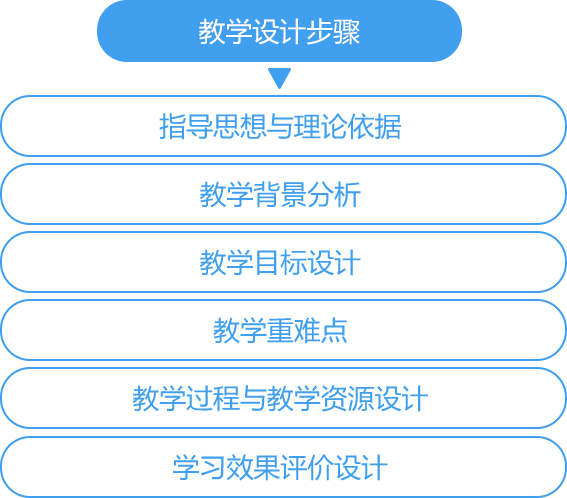 教学设计步骤
指导思想与理论依据
教学背景分析
教学目标设计
教学重难点
教学过程与教学资源设计
学习效果评价设计